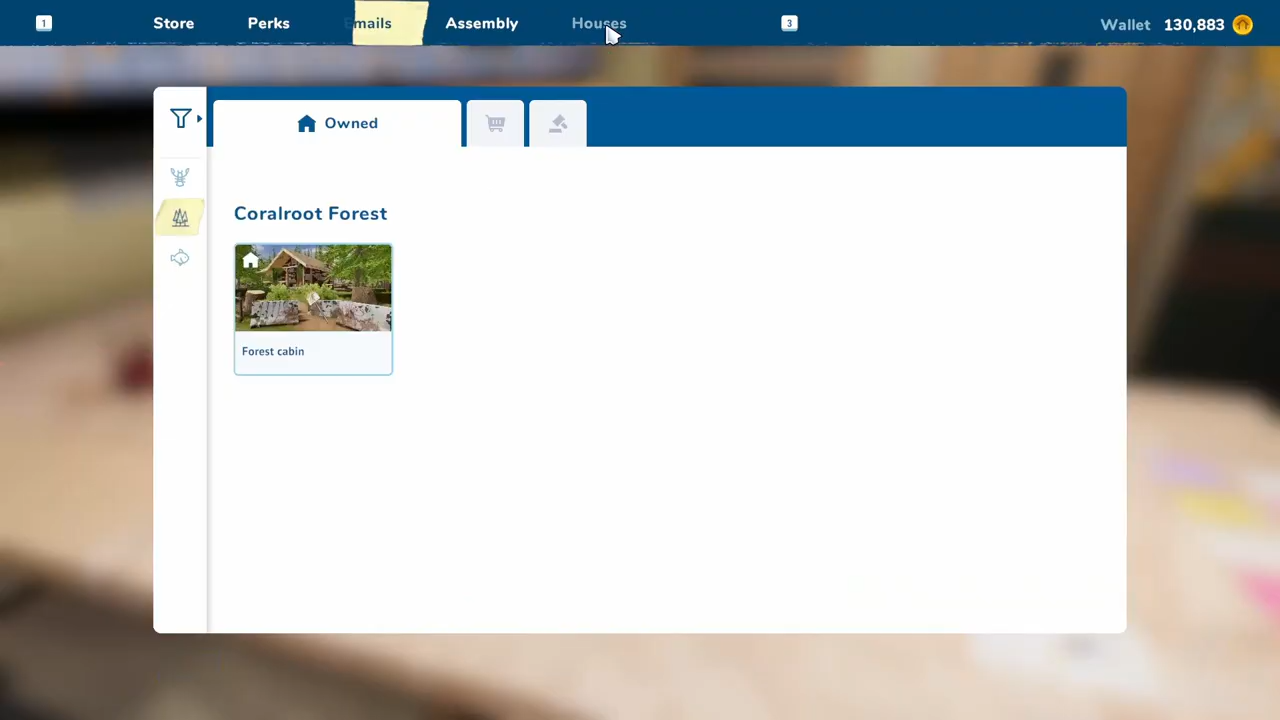 1 Store Perks Emails Assembly Houses 3 Wallet 130,883
Owned
Coralroot Forest
Forest cabin